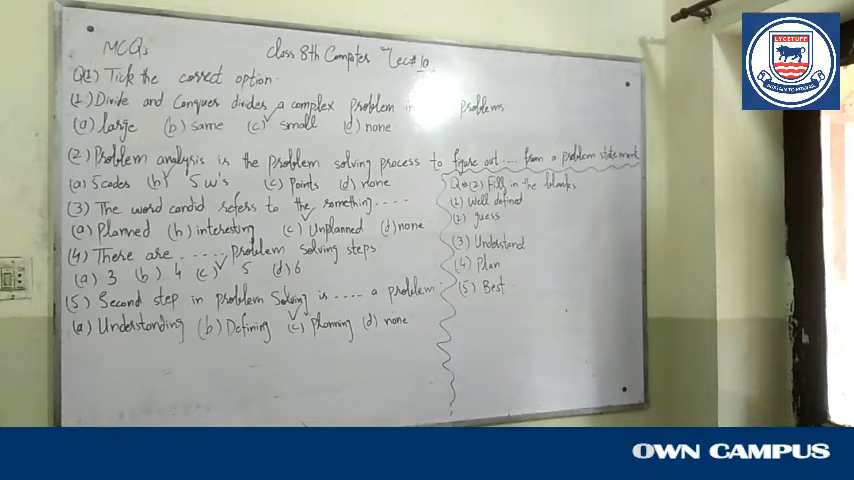 MCQs
Class 8th Compter Lec# 10
Q(1) Tick the correct option.
(1) Divide and Conquer divides a complex problem in problems
(a) large (b) same (c) small (d) none
(2) Problem analysis is the problem solving process to figure out.... from a problem statement
(a) 5 codes (b) 5 w's (c) Points (d) none
(3) The word candid refers to the something....
(a) Planned (b) interesting (c) Unplanned (d) none
(4) There are ...... Problem solving steps.
(a) 3 (b) 4 (c) 5 (d) 6
(5) Second step in problem Solving is .... a problem.
(a) Understanding (b) Defining (c) planning (d) none
Q(2) Fill in the blanks
(1) Well defined
(2) guess
(3) Understand
(4) Plan
(5) Best.
LYCETUFF
OWN CAMPUS